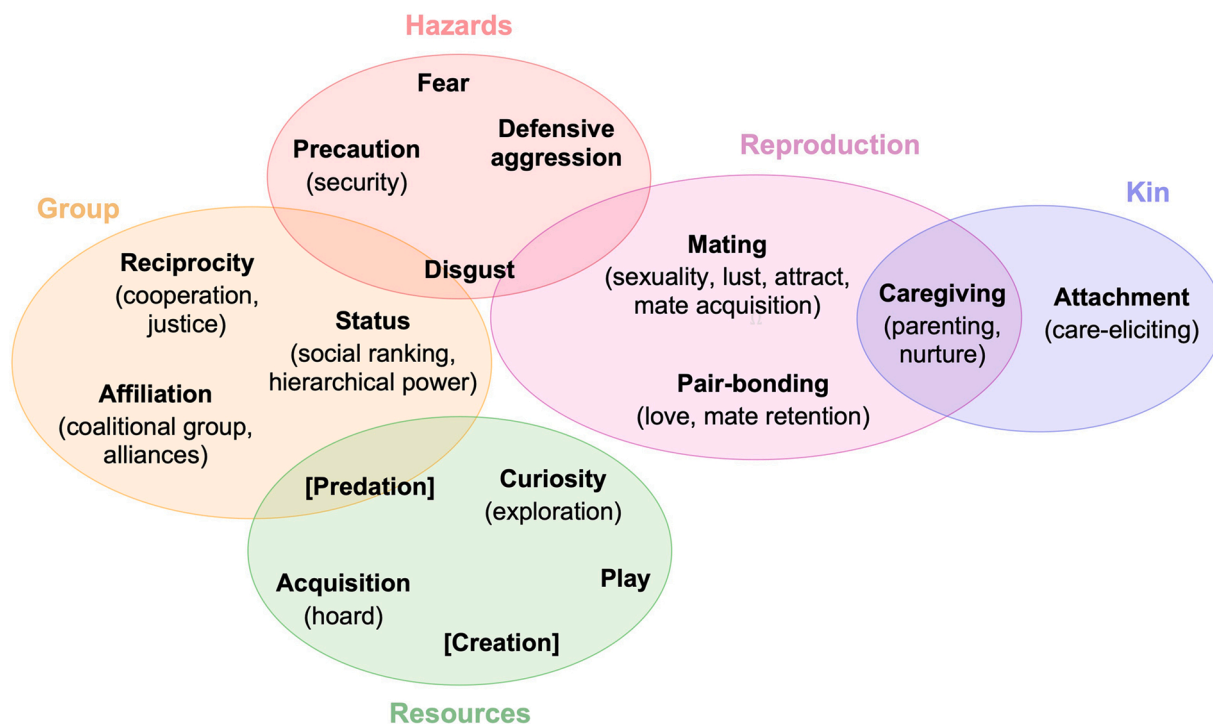 Hazards
Fear
Defensive
aggression
Precaution
(security)
Disgust
Reproduction
Mating
(sexuality, lust, attract,
mate acquisition)
Pair-bonding
(love, mate retention)
Kin
Caregiving
(parenting,
nurture)
Attachment
(care-eliciting)
Group
Reciprocity
(cooperation,
justice)
Status
(social ranking,
hierarchical power)
Affiliation
(coalitional group,
alliances)
[Predation]
Curiosity
(exploration)
Play
Acquisition
(hoard)
[Creation]
Resources